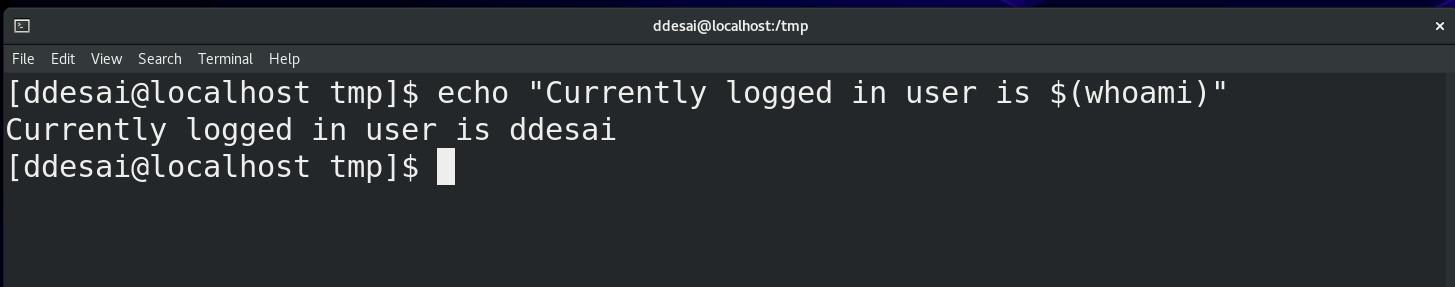 ddesai@localhost:/tmp
File Edit View Search Terminal Help
[ddesai@localhost tmp]$ echo "Currently logged in user is $(whoami)"
Currently logged in user is ddesai
[ddesai@localhost tmp]$